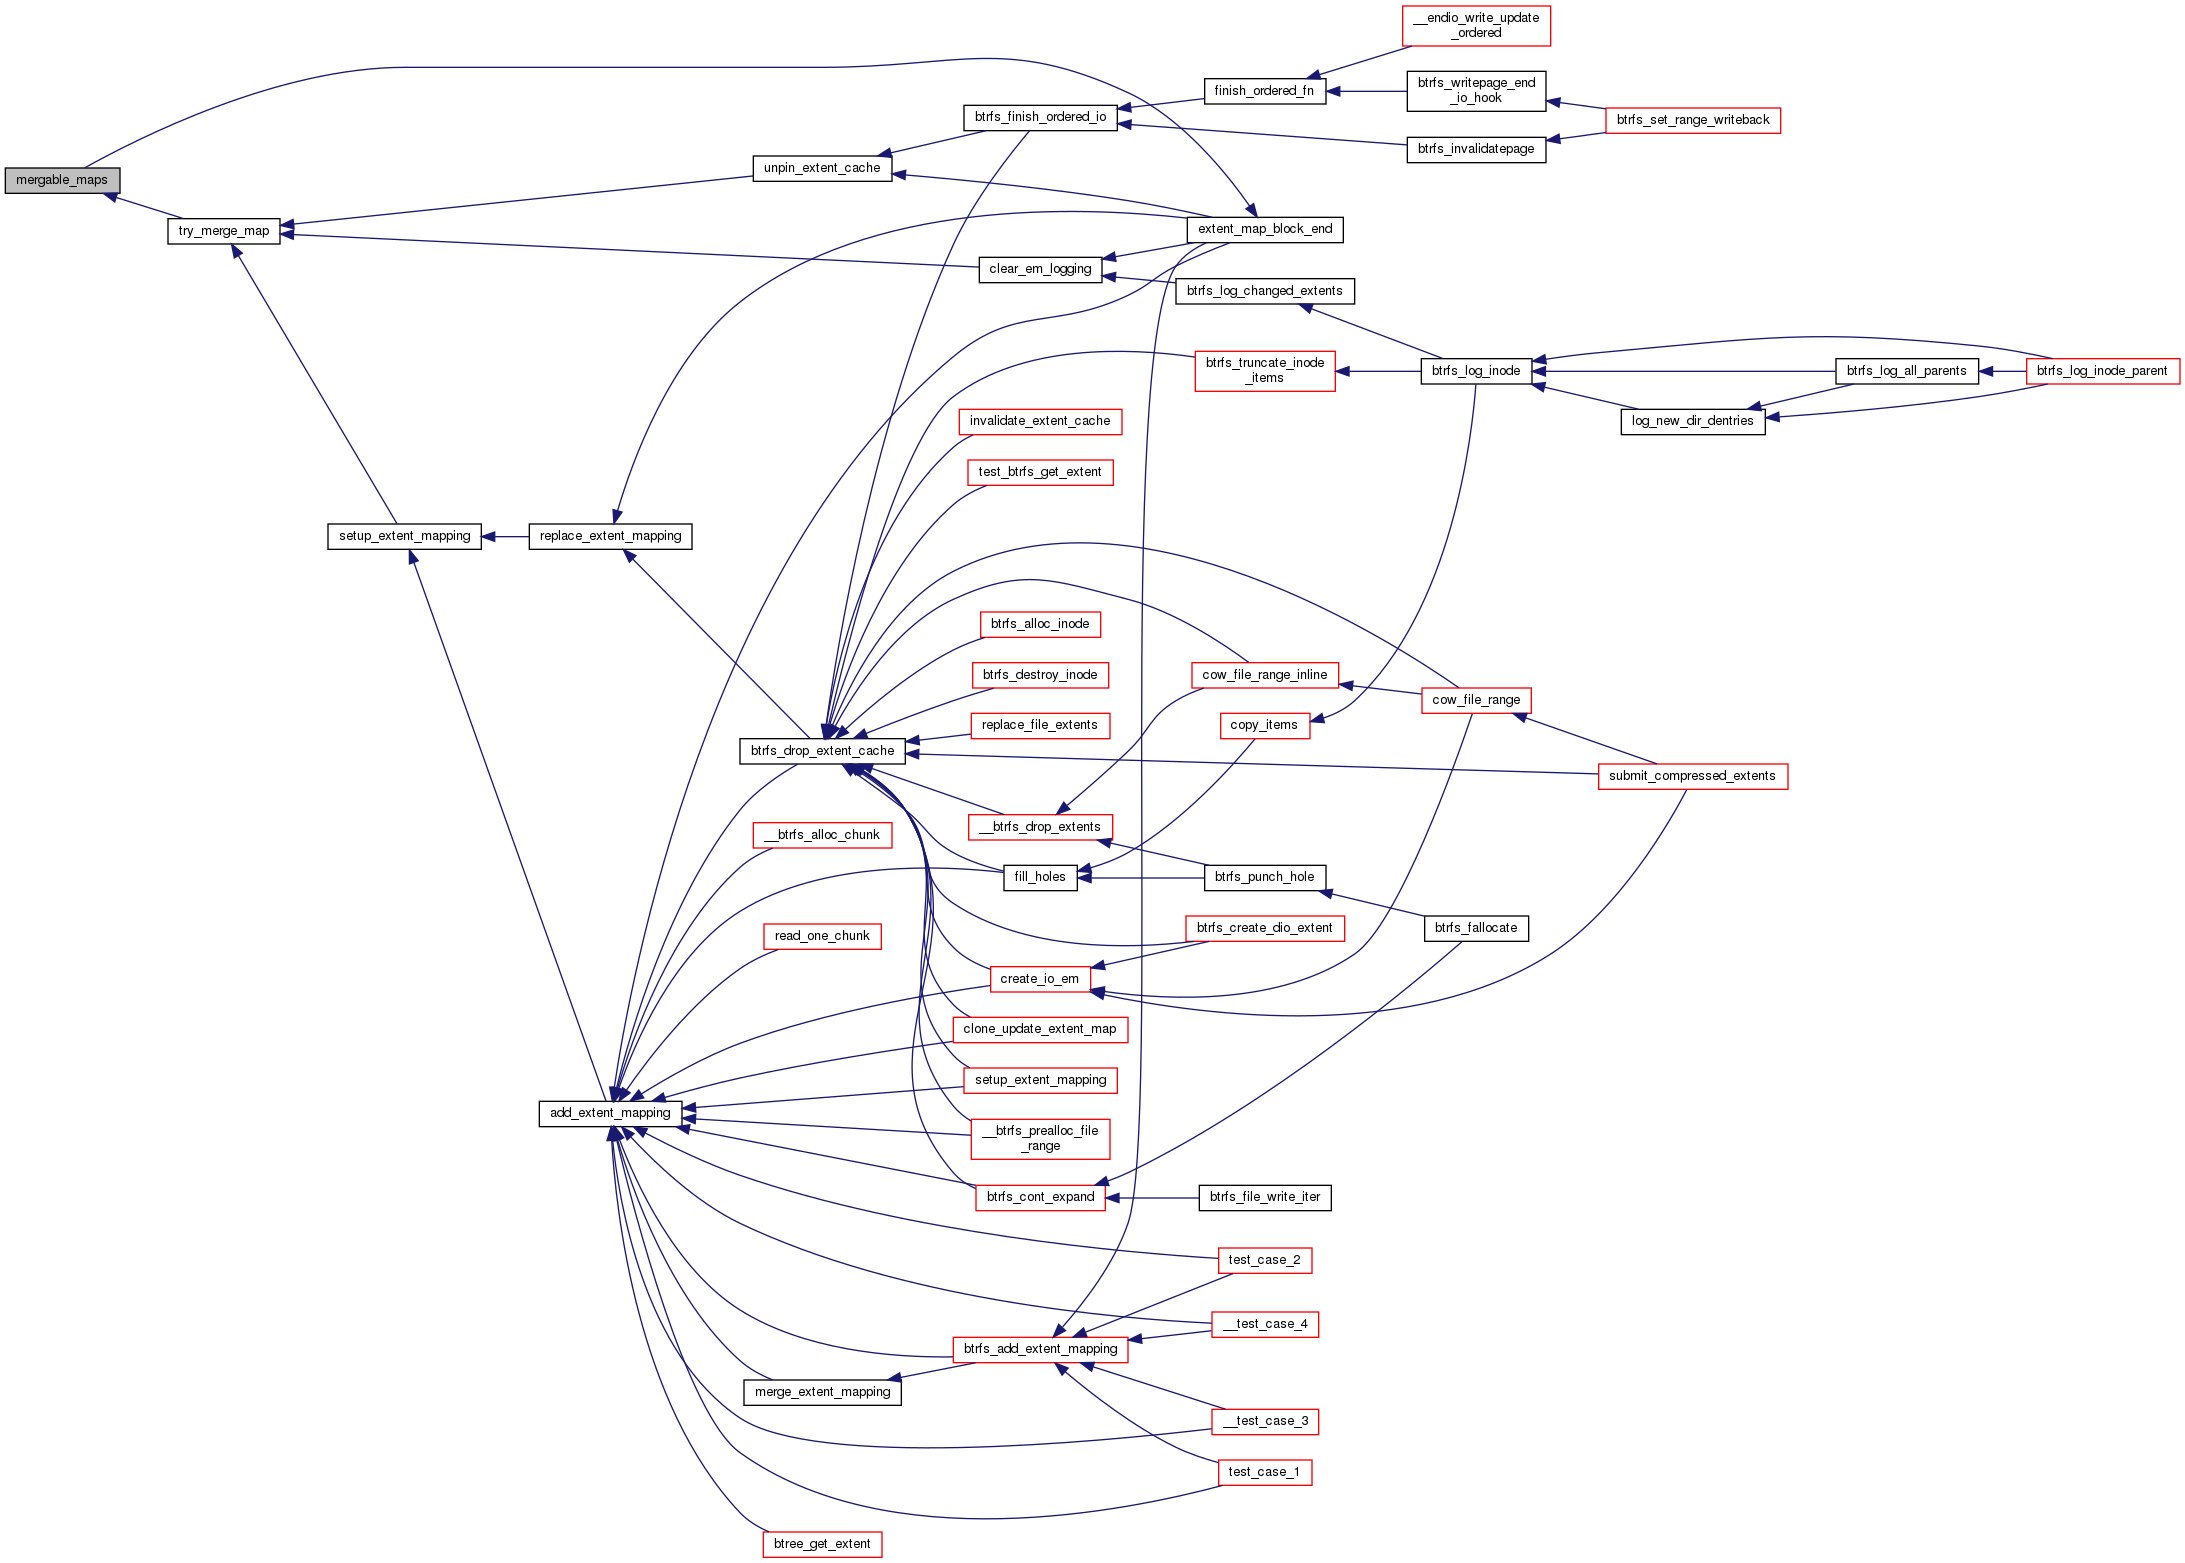 __endio_write_update
_ordered
finish_ordered_fn
btrfs_writepage_end
_io_hook
btrfs_finish_ordered_io
btrfs_set_range_writeback
btrfs_invalidatepage
unpin_extent_cache
mergable_maps
try_merge_map
extent_map_block_end
clear_em_logging
btrfs_log_changed_extents
btrfs_truncate_inode
_items
btrfs_log_inode
btrfs_log_all_parents
btrfs_log_inode_parent
invalidate_extent_cache
log_new_dir_dentries
test_btrfs_get_extent
setup_extent_mapping
replace_extent_mapping
btrfs_alloc_inode
btrfs_destroy_inode
cow_file_range_inline
cow_file_range
replace_file_extents
copy_items
btrfs_drop_extent_cache
submit_compressed_extents
__btrfs_alloc_chunk
__btrfs_drop_extents
fill_holes
btrfs_punch_hole
read_one_chunk
btrfs_create_dio_extent
btrfs_fallocate
create_io_em
clone_update_extent_map
setup_extent_mapping
add_extent_mapping
__btrfs_prealloc_file
_range
btrfs_cont_expand
btrfs_file_write_iter
test_case_2
__test_case_4
btrfs_add_extent_mapping
merge_extent_mapping
__test_case_3
test_case_1
btree_get_extent